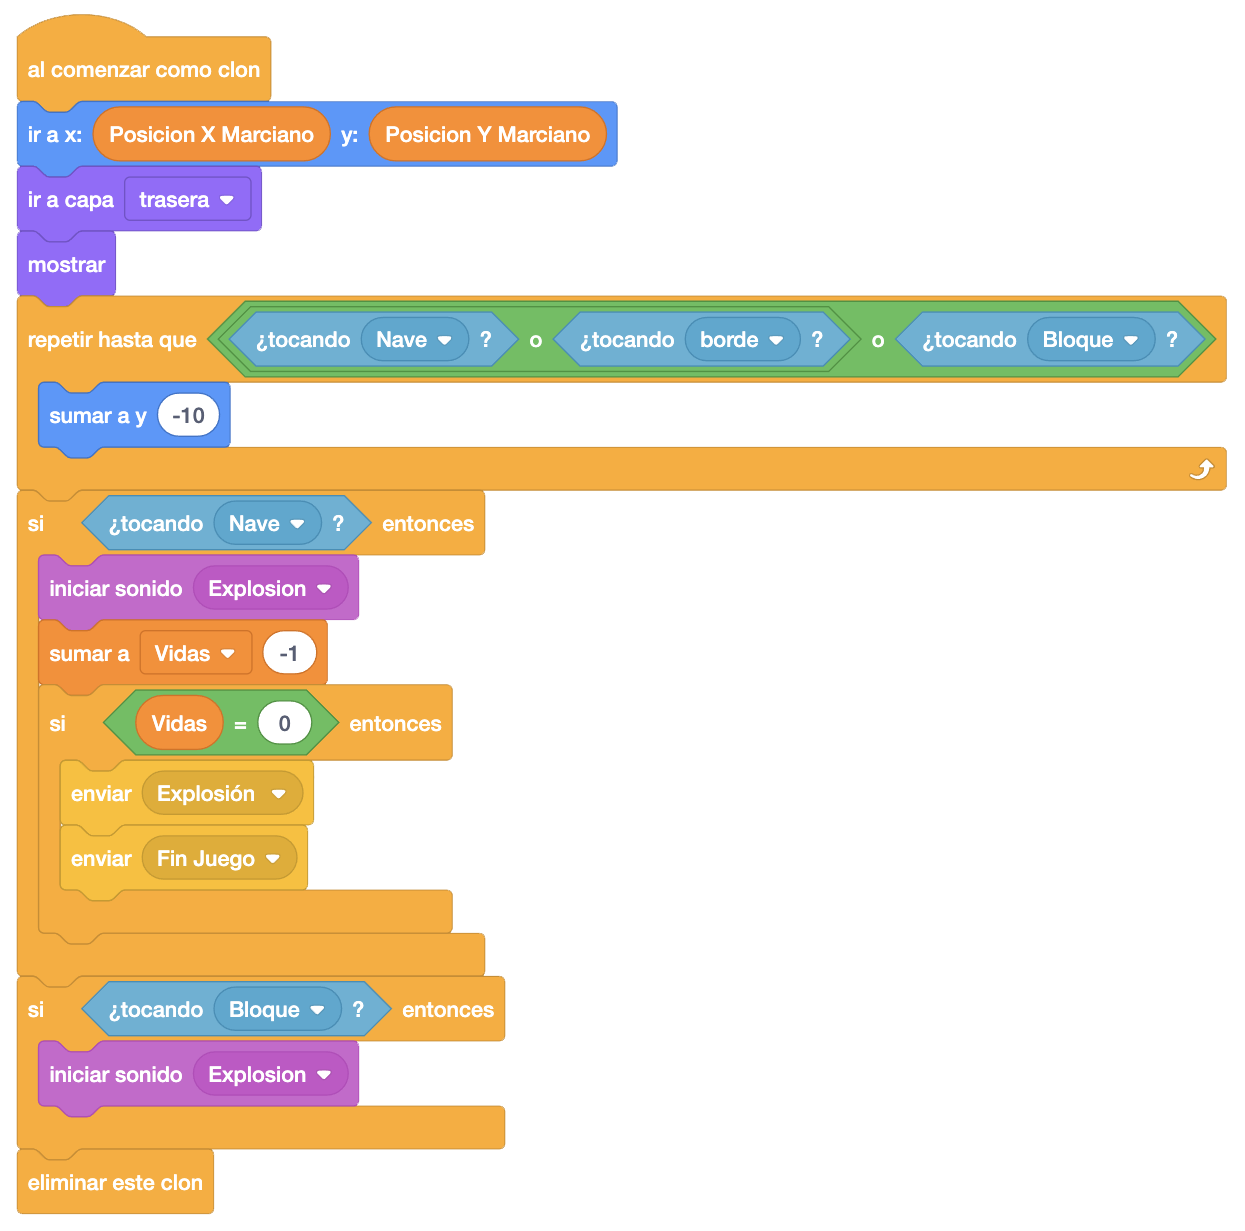 al comenzar como clon
ir a x: Posicion X Marciano y: Posicion Y Marciano
ir a capa trasera
mostrar
repetir hasta que ¿tocando Nave ? o ¿tocando borde ? o ¿tocando Bloque ?
sumar a y -10
si ¿tocando Nave ? entonces
iniciar sonido Explosion
sumar a Vidas -1
si Vidas = 0 entonces
enviar Explosión
enviar Fin Juego
si ¿tocando Bloque ? entonces
iniciar sonido Explosion
eliminar este clon